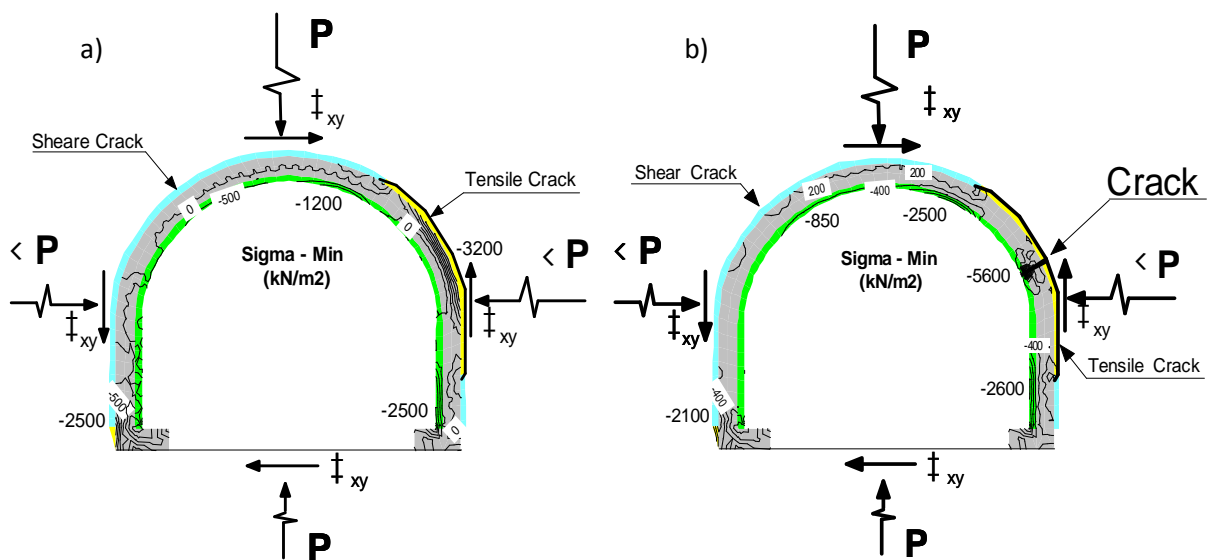 a)
P
‡xy
Sheare Crack
Tensile Crack
0
-500
-1200
0
-3200
< P
Sigma - Min
(kN/m2)
< P
‡xy
‡xy
-500
-2500
-2500
0
‡xy
P
b)
P
‡xy
Shear Crack
Crack
200
-400
200
-850
-2500
< P
Sigma - Min
(kN/m2)
-5600
< P
‡xy
‡xy
-400
Tensile Crack
-400
-2100
-2600
‡xy
P